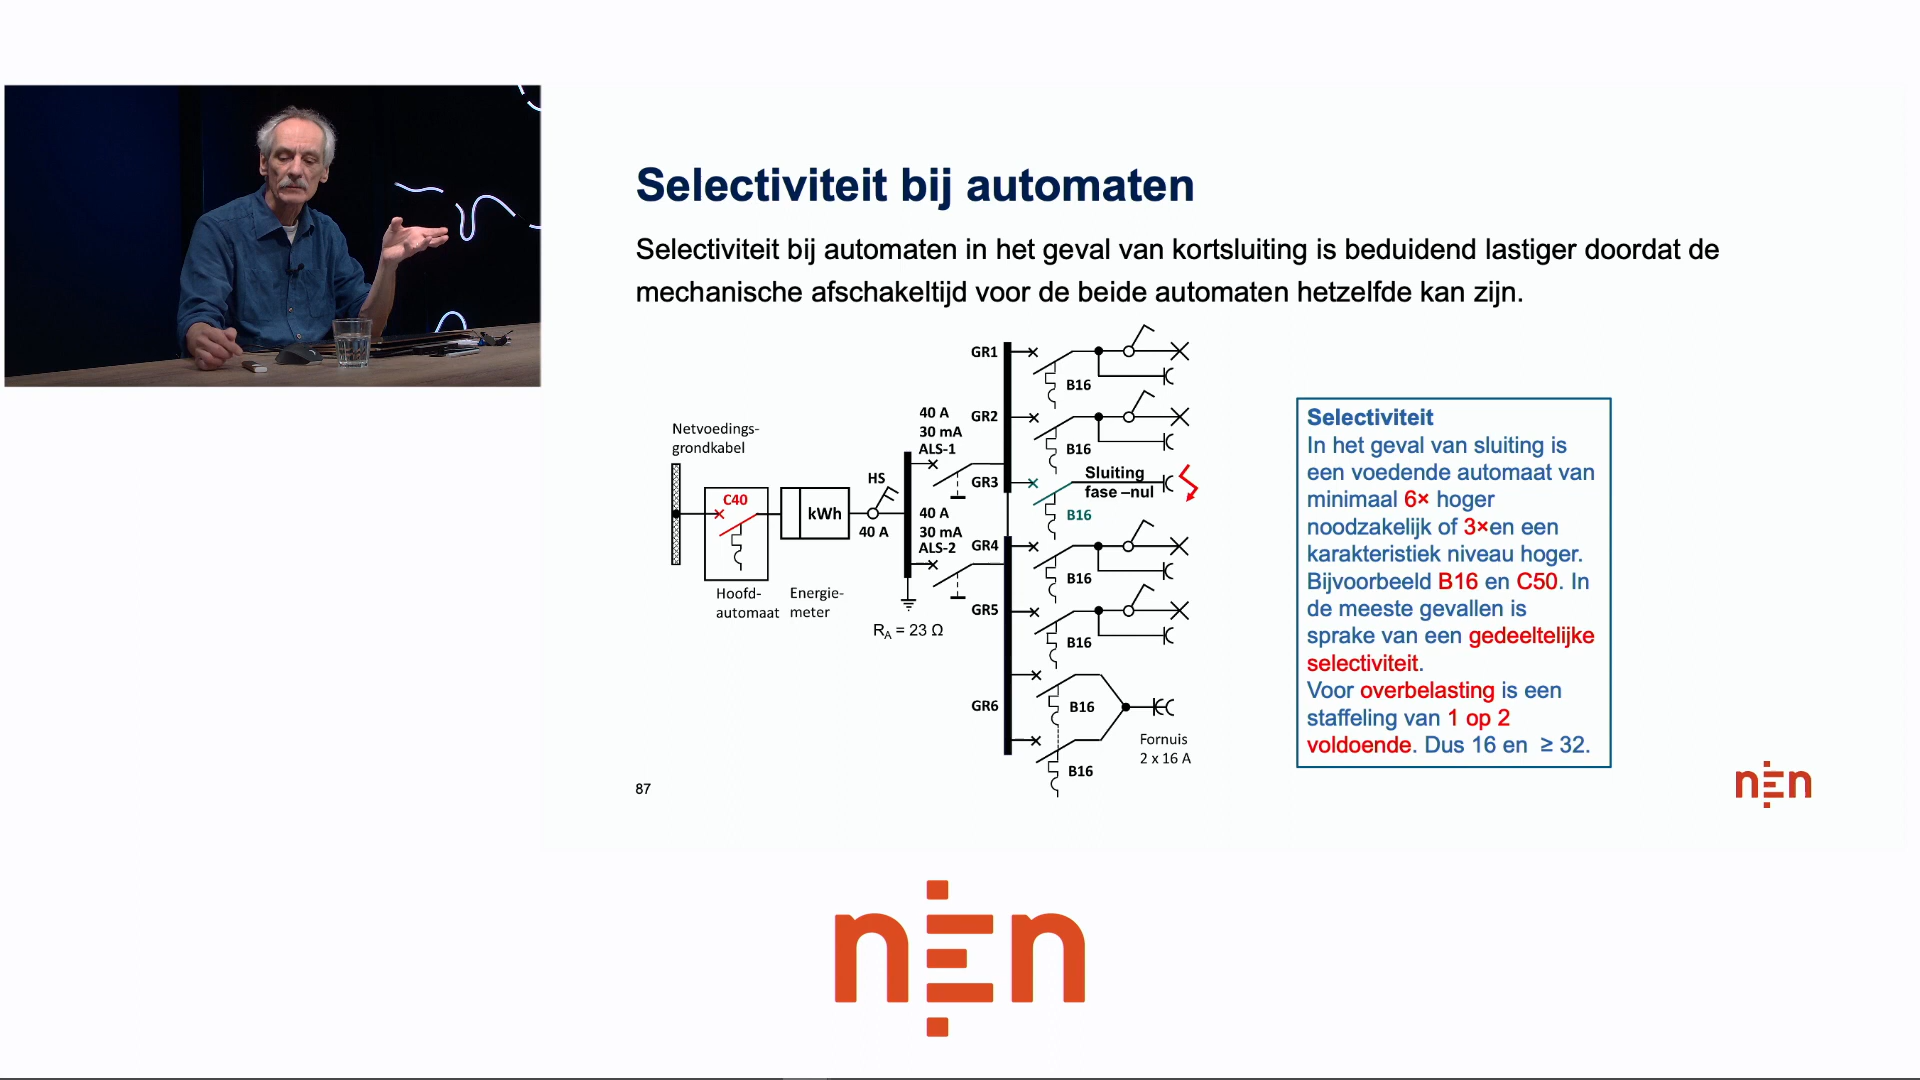 Selectiviteit bij automaten
Selectiviteit bij automaten in het geval van kortsluiting is beduidend lastiger doordat de
mechanische afschakeltijd voor de beide automaten hetzelfde kan zijn.
Netvoedings-
grondkabel
C40
Hoofd-
automaat
kWh
Energie-
meter
HS
40 A
40 A
30 mA
ALS-1
40 A
30 mA
ALS-2
R_A = 23 Ω
GR1
B16
GR2
B16
GR3
Sluiting
fase –nul
B16
GR4
B16
GR5
B16
GR6
B16
B16
Fornuis
2 x 16 A
Selectiviteit
In het geval van sluiting is
een voedende automaat van
minimaal 6× hoger
noodzakelijk of 3×en een
karakteristiek niveau hoger.
Bijvoorbeeld B16 en C50. In
de meeste gevallen is
sprake van een gedeeltelijke
selectiviteit.
Voor overbelasting is een
staffeling van 1 op 2
voldoende. Dus 16 en ≥ 32.
87
nen
nen